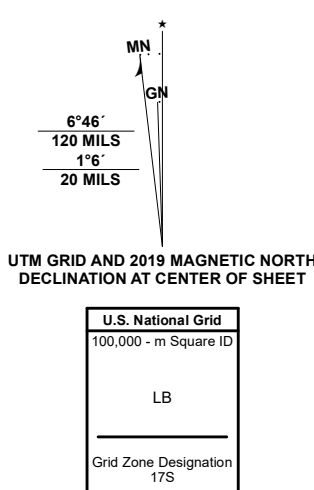 ★
MN
GN
6°46´
120 MILS
1°6´
20 MILS
UTM GRID AND 2019 MAGNETIC NORTH
DECLINATION AT CENTER OF SHEET
U.S. National Grid
100,000 - m Square ID
LB
Grid Zone Designation
17S